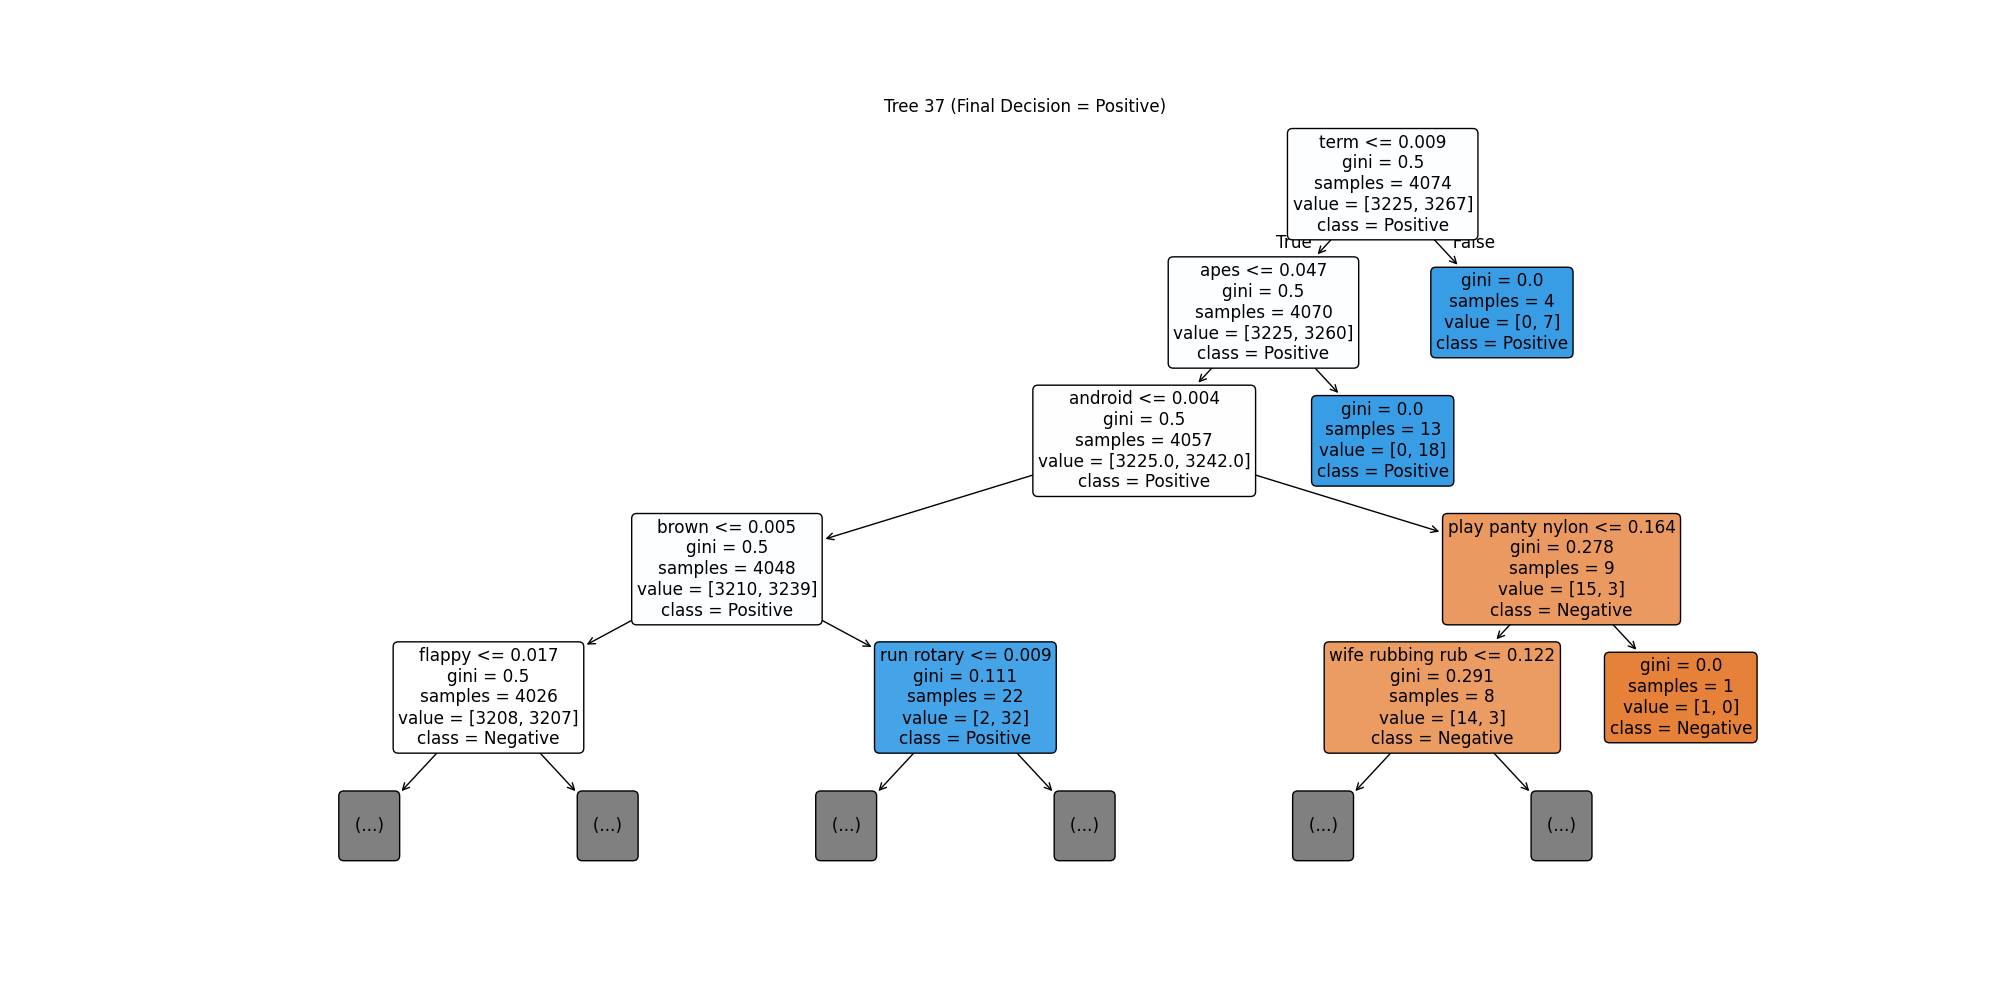 Tree 37 (Final Decision = Positive)
term <= 0.009
gini = 0.5
samples = 4074
value = [3225, 3267]
class = Positive
True
False
apes <= 0.047
gini = 0.5
samples = 4070
value = [3225, 3260]
class = Positive
gini = 0.0
samples = 4
value = [0, 7]
class = Positive
android <= 0.004
gini = 0.5
samples = 4057
value = [3225.0, 3242.0]
class = Positive
gini = 0.0
samples = 13
value = [0, 18]
class = Positive
brown <= 0.005
gini = 0.5
samples = 4048
value = [3210, 3239]
class = Positive
play panty nylon <= 0.164
gini = 0.278
samples = 9
value = [15, 3]
class = Negative
flappy <= 0.017
gini = 0.5
samples = 4026
value = [3208, 3207]
class = Negative
run rotary <= 0.009
gini = 0.111
samples = 22
value = [2, 32]
class = Positive
wife rubbing rub <= 0.122
gini = 0.291
samples = 8
value = [14, 3]
class = Negative
gini = 0.0
samples = 1
value = [1, 0]
class = Negative
(...)
(...)
(...)
(...)
(...)
(...)